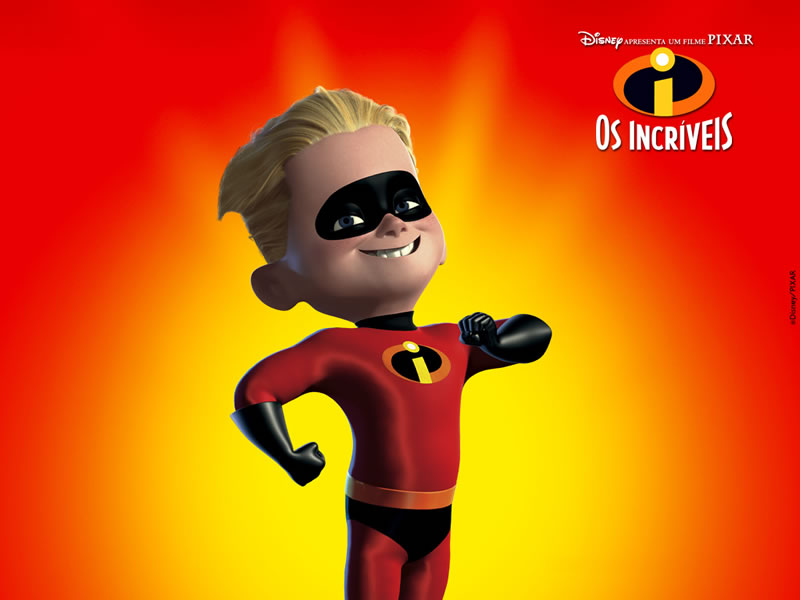 Disney APRESENTA UM FILME PIXAR
i
OS INCRÍVEIS
i
©Disney/PIXAR